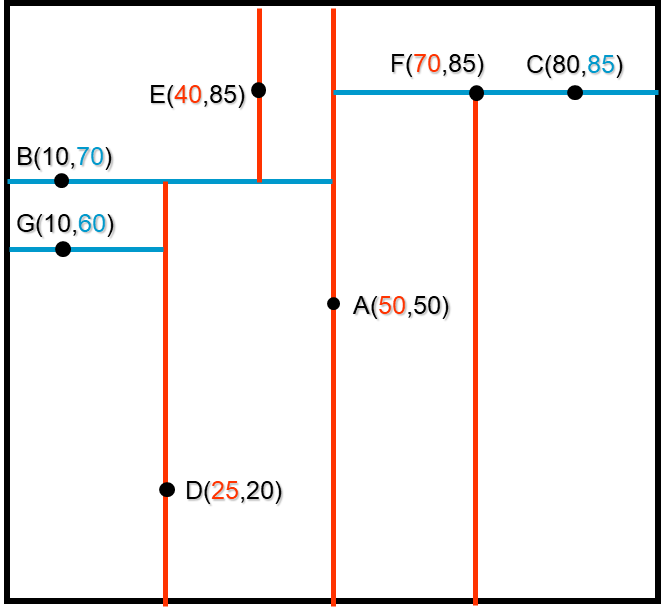 F(70,85)
C(80,85)
E(40,85)
B(10,70)
G(10,60)
A(50,50)
D(25,20)